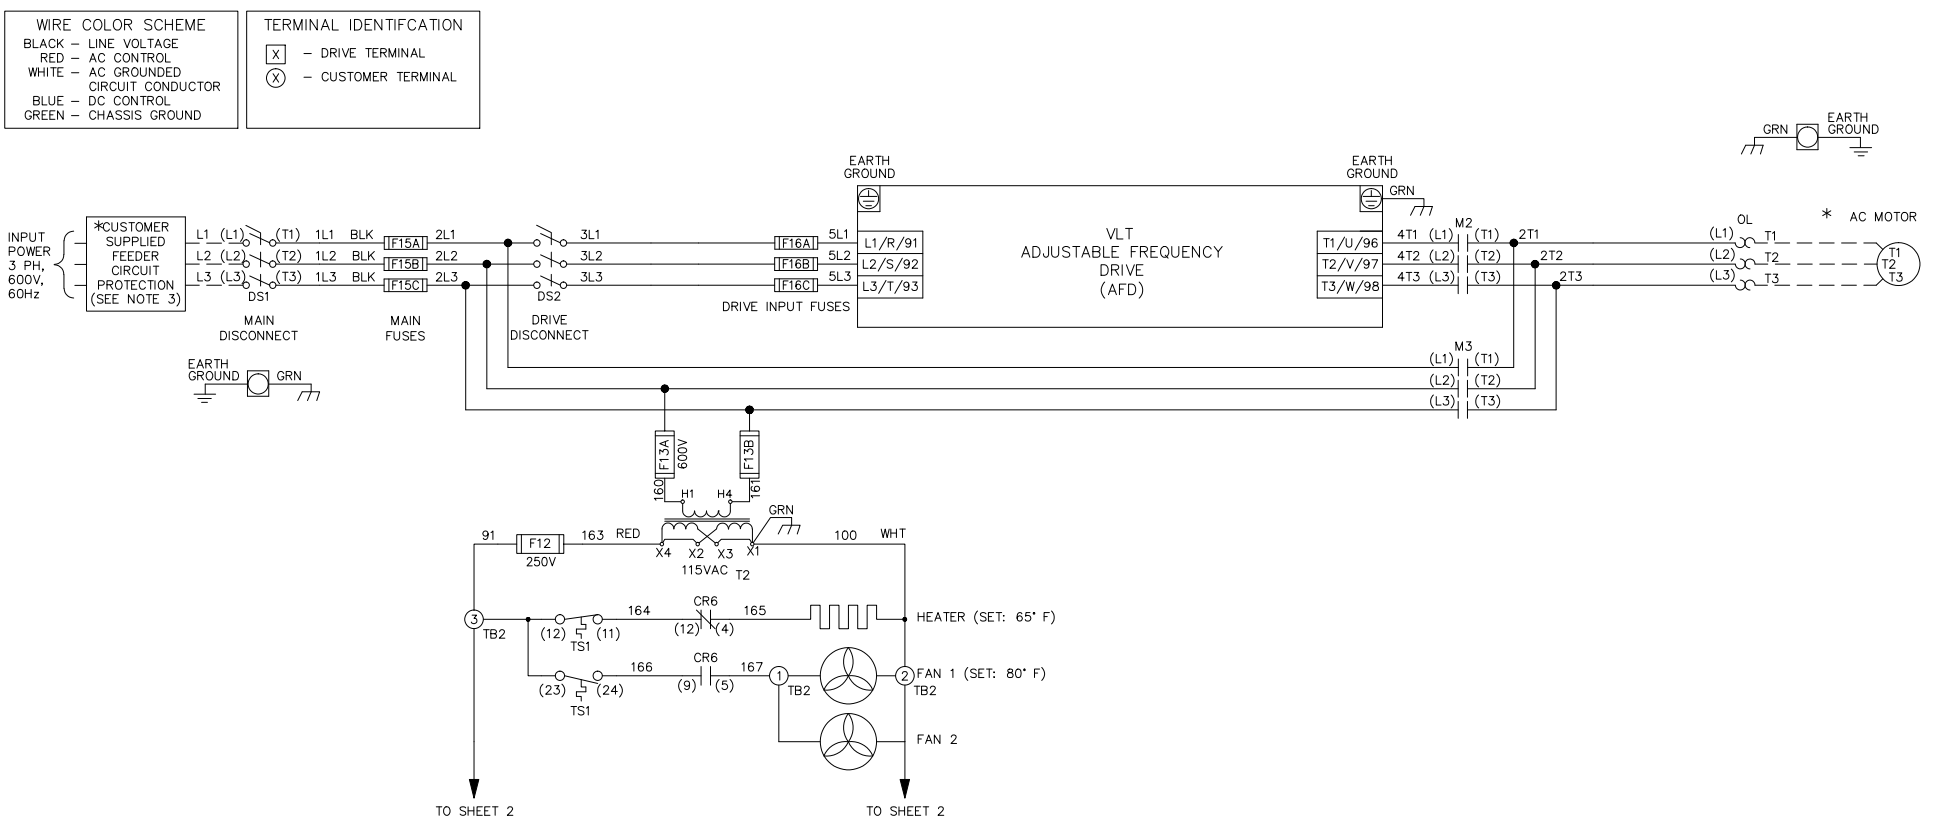 WIRE COLOR SCHEME
BLACK – LINE VOLTAGE
RED – AC CONTROL
WHITE – AC GROUNDED
CIRCUIT CONDUCTOR
BLUE – DC CONTROL
GREEN – CHASSIS GROUND
TERMINAL IDENTIFCATION
X – DRIVE TERMINAL
X – CUSTOMER TERMINAL
GRN
EARTH
GROUND
EARTH
GROUND
EARTH
GROUND
GRN
INPUT
POWER
3 PH,
600V,
60Hz
*CUSTOMER
SUPPLIED
FEEDER
CIRCUIT
PROTECTION
(SEE NOTE 3)
L1 (L1) (T1) 1L1 BLK F15A 2L1 3L1 F16A 5L1 L1/R/91
L2 (L2) (T2) 1L2 BLK F15B 2L2 3L2 F16B 5L2 L2/S/92
L3 (L3) (T3) 1L3 BLK F15C 2L3 3L3 F16C 5L3 L3/T/93
DS1
MAIN
DISCONNECT
MAIN
FUSES
DS2
DRIVE
DISCONNECT
DRIVE INPUT FUSES
VLT
ADJUSTABLE FREQUENCY
DRIVE
(AFD)
M2
T1/U/96 4T1 (L1) (T1) 2T1
T2/V/97 4T2 (L2) (T2) 2T2
T3/W/98 4T3 (L3) (T3) 2T3
OL
(L1) T1
(L2) T2
(L3) T3
* AC MOTOR
T1
T2
T3
M3
(L1) (T1)
(L2) (T2)
(L3) (T3)
EARTH
GROUND
GRN
F13A
600V
F13B
160
161
H1 H4
GRN
91 F12 163 RED
250V
X4 X2 X3 X1
100 WHT
115VAC T2
3
TB2
(12) (11)
TS1
164
CR6
(12) (4)
165
HEATER (SET: 65° F)
(23) (24)
TS1
166
CR6
(9) (5)
167
1
TB2
2
TB2
FAN 1 (SET: 80° F)
FAN 2
TO SHEET 2
TO SHEET 2